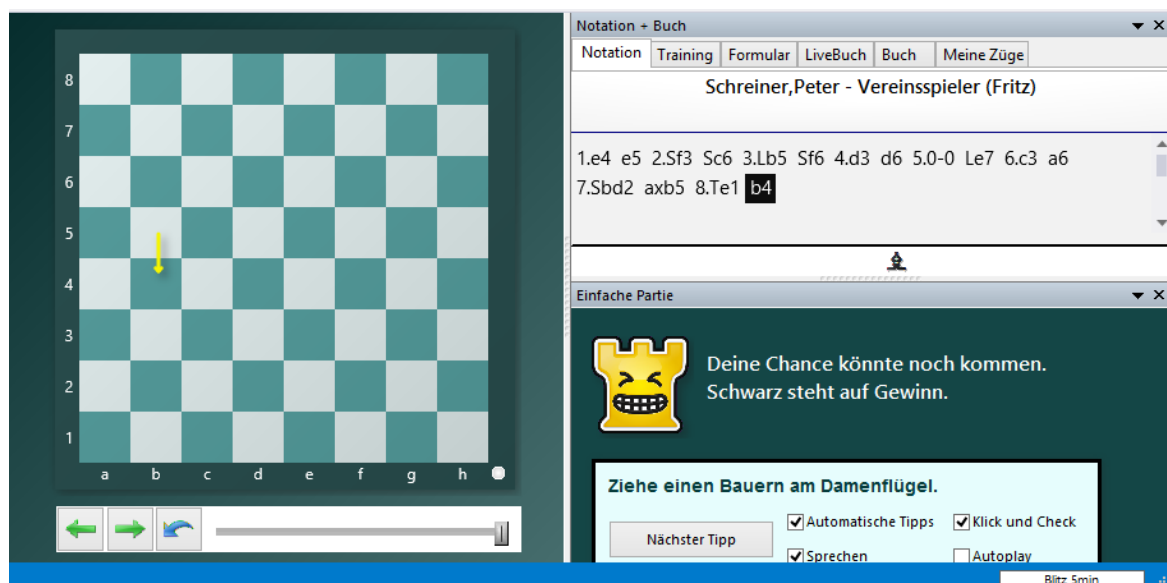 Notation + Buch
Notation Training Formular LiveBuch Buch Meine Züge
Schreiner,Peter - Vereinsspieler (Fritz)
1.e4 e5 2.Sf3 Sc6 3.Lb5 Sf6 4.d3 d6 5.0-0 Le7 6.c3 a6
7.Sbd2 axb5 8.Te1 b4
8
7
6
5
4
3
2
1
a b c d e f g h
Einfache Partie
Deine Chance könnte noch kommen.
Schwarz steht auf Gewinn.
Ziehe einen Bauern am Damenflügel.
Nächster Tipp
Automatische Tipps Klick und Check
Sprechen Autoplay
Blitz 5min